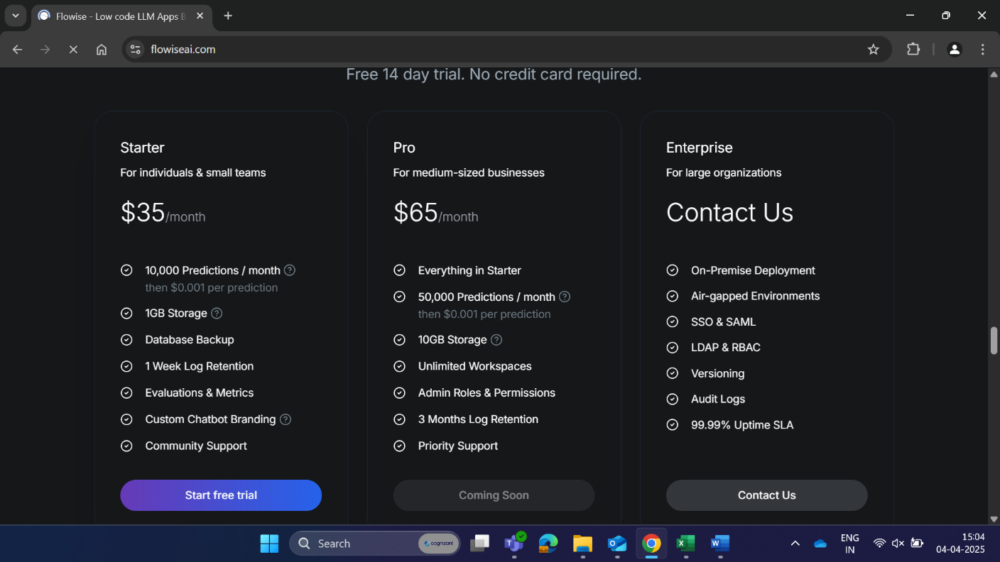 Flowise - Low code LLM Apps B
flowiseai.com
Free 14 day trial. No credit card required.
Starter
For individuals & small teams
$35/month
10,000 Predictions / month
then $0.001 per prediction
1GB Storage
Database Backup
1 Week Log Retention
Evaluations & Metrics
Custom Chatbot Branding
Community Support
Start free trial
Pro
For medium-sized businesses
$65/month
Everything in Starter
50,000 Predictions / month
then $0.001 per prediction
10GB Storage
Unlimited Workspaces
Admin Roles & Permissions
3 Months Log Retention
Priority Support
Coming Soon
Enterprise
For large organizations
Contact Us
On-Premise Deployment
Air-gapped Environments
SSO & SAML
LDAP & RBAC
Versioning
Audit Logs
99.99% Uptime SLA
Contact Us
Search
cognizant
ENG
IN
15:04
04-04-2025